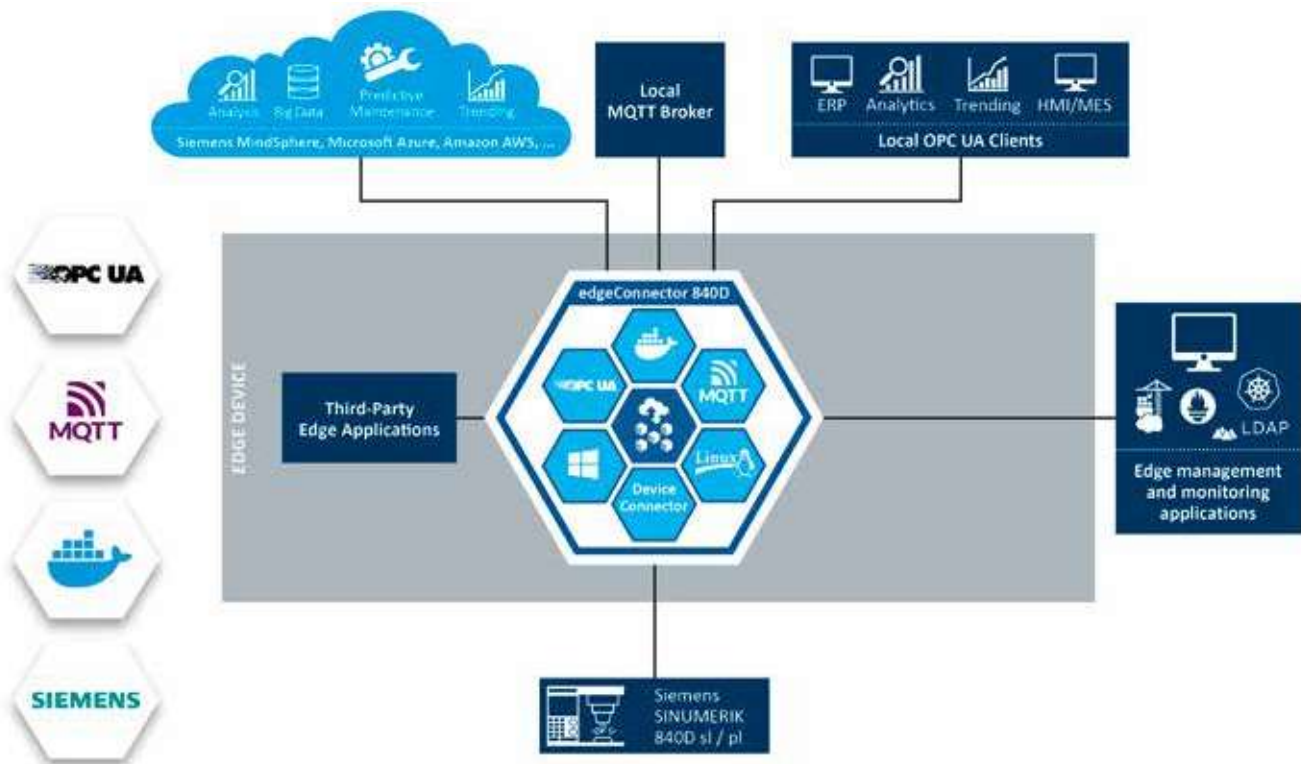 Analysis
Big Data
Predictive
Maintenance
Trending
Siemens MindSphere, Microsoft Azure, Amazon AWS, ...
Local
MQTT Broker
ERP
Analytics
Trending
HMI/MES
Local OPC UA Clients
OPC UA
MQTT
SIEMENS
EDGE DEVICE
Third-Party
Edge Applications
edgeConnector 840D
OPC UA
MQTT
Linux
Device
Connector
LDAP
Edge management
and monitoring
applications
Siemens
SINUMERIK
840D sl / pl